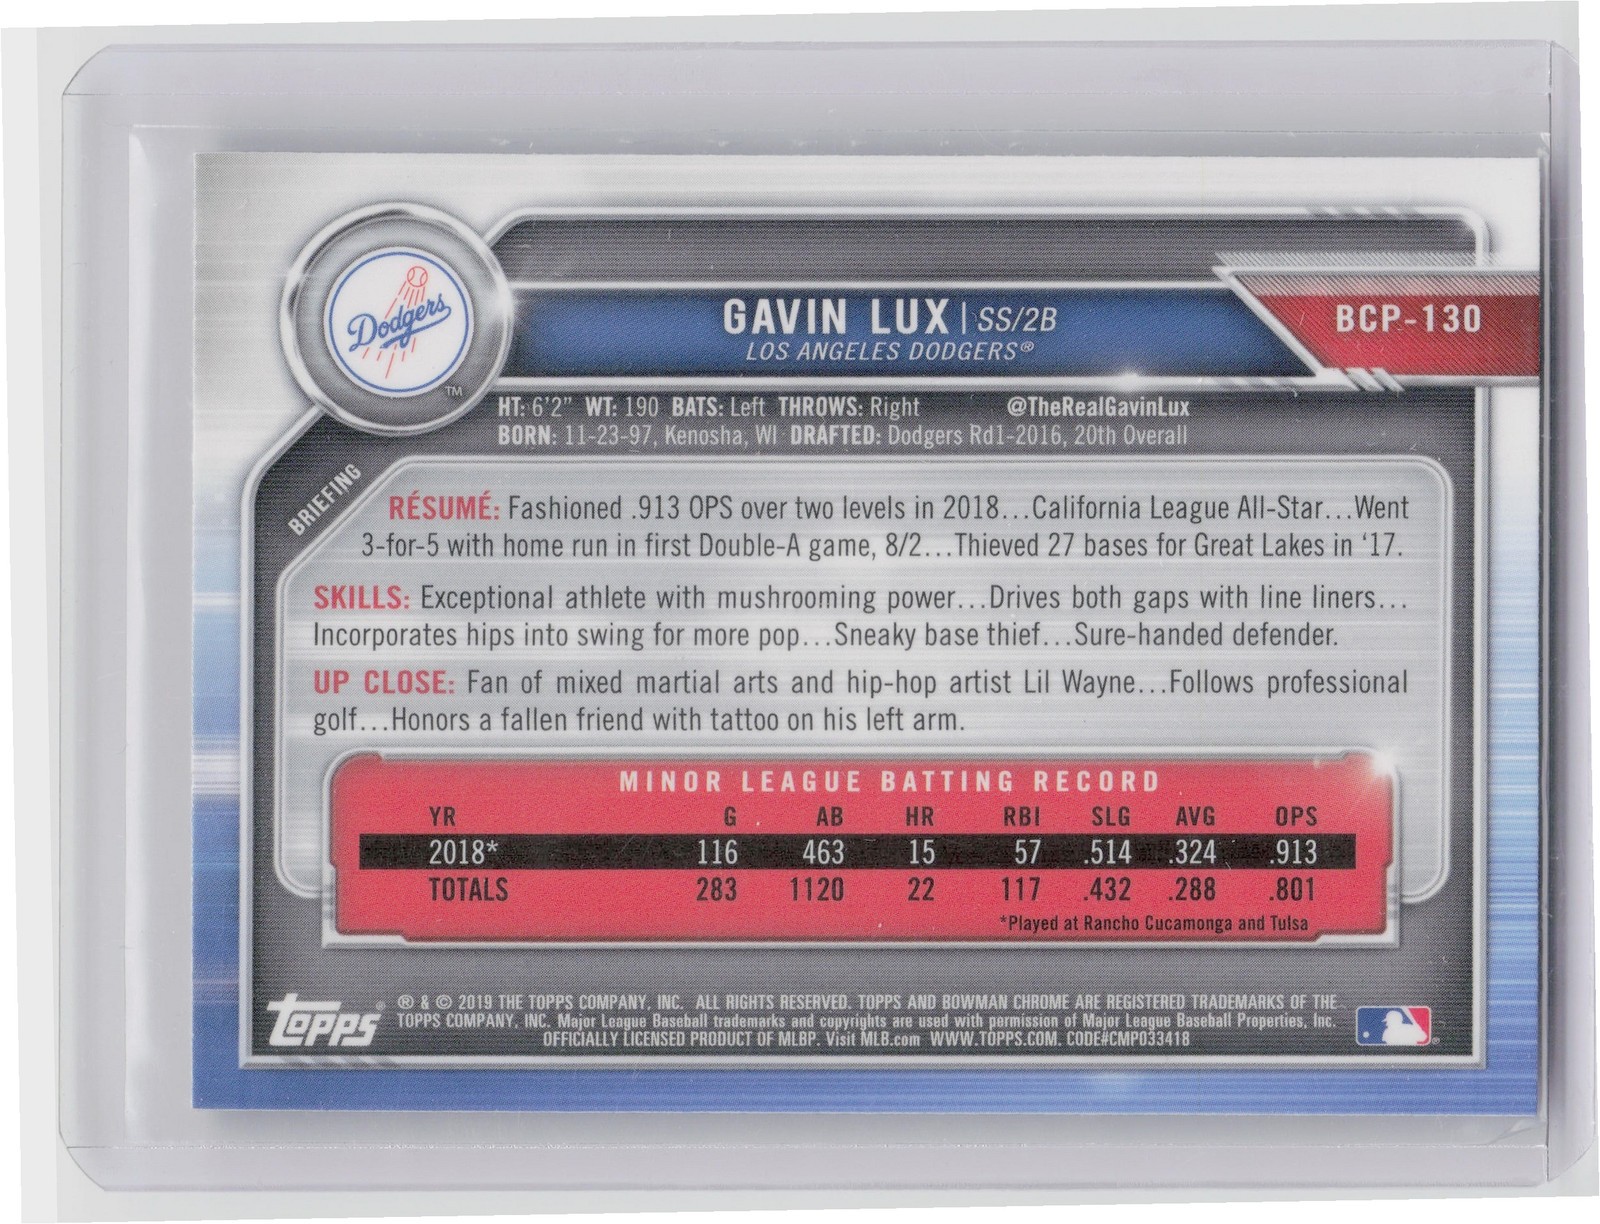 Dodgers
TM
GAVIN LUX | SS/2B
LOS ANGELES DODGERS®
BCP-130
HT: 6'2" WT: 190 BATS: Left THROWS: Right @TheRealGavinLux
BORN: 11-23-97, Kenosha, WI DRAFTED: Dodgers Rd1-2016, 20th Overall
BRIEFING
RÉSUMÉ: Fashioned .913 OPS over two levels in 2018...California League All-Star...Went
3-for-5 with home run in first Double-A game, 8/2...Thieved 27 bases for Great Lakes in '17.
SKILLS: Exceptional athlete with mushrooming power...Drives both gaps with line liners...
Incorporates hips into swing for more pop...Sneaky base thief...Sure-handed defender.
UP CLOSE: Fan of mixed martial arts and hip-hop artist Lil Wayne...Follows professional
golf...Honors a fallen friend with tattoo on his left arm.
MINOR LEAGUE BATTING RECORD
YR G AB HR RBI SLG AVG OPS
2018* 116 463 15 57 .514 .324 .913
TOTALS 283 1120 22 117 .432 .288 .801
*Played at Rancho Cucamonga and Tulsa
topps ® & © 2019 THE TOPPS COMPANY, INC. ALL RIGHTS RESERVED. TOPPS AND BOWMAN CHROME ARE REGISTERED TRADEMARKS OF THE
TOPPS COMPANY, INC. Major League Baseball trademarks and copyrights are used with permission of Major League Baseball Properties, Inc.
OFFICIALLY LICENSED PRODUCT OF MLBP. Visit MLB.com WWW.TOPPS.COM. CODE#CMP033418